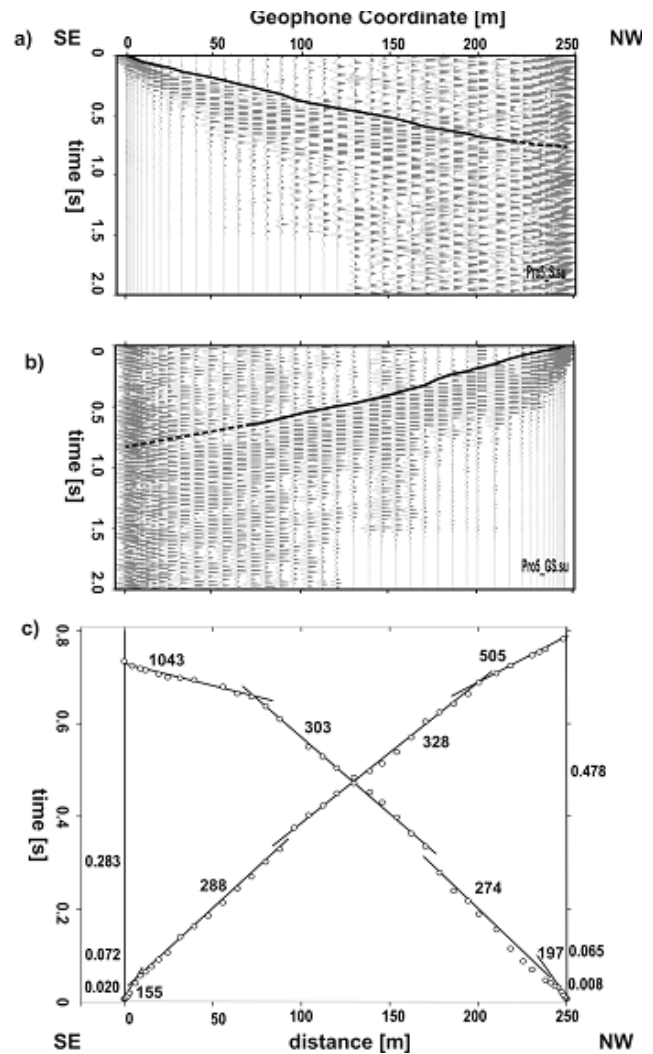 Geophone Coordinate [m]
a) SE 0 50 100 150 200 250 NW
0
0.5
1.0
1.5
2.0
time [s]
Pro5_S.su
b)
0
0.5
1.0
1.5
2.0
time [s]
Pro5_GS.su
c)
0.8
0.6
0.4
0.2
0
time [s]
1043
505
303
328
0.478
0.283
288
274
0.072
197
0.065
0.020
155
0.008
0 50 100 150 200 250
SE distance [m] NW